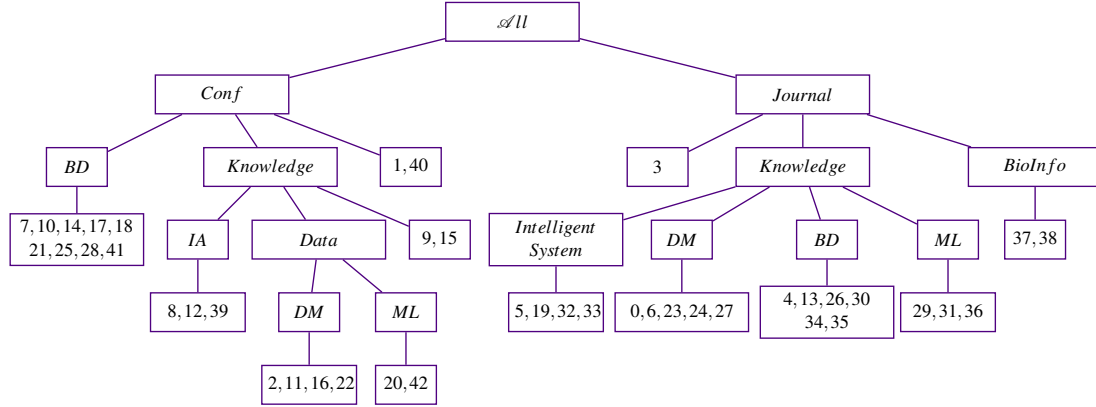 𝒜ll
Conf
Journal
BD
Knowledge
1,40
3
Knowledge
BioInfo
7,10,14,17,18
21,25,28,41
IA
Data
9,15
Intelligent
System
DM
BD
ML
37,38
8,12,39
DM
ML
5,19,32,33
0,6,23,24,27
4,13,26,30
34,35
29,31,36
2,11,16,22
20,42